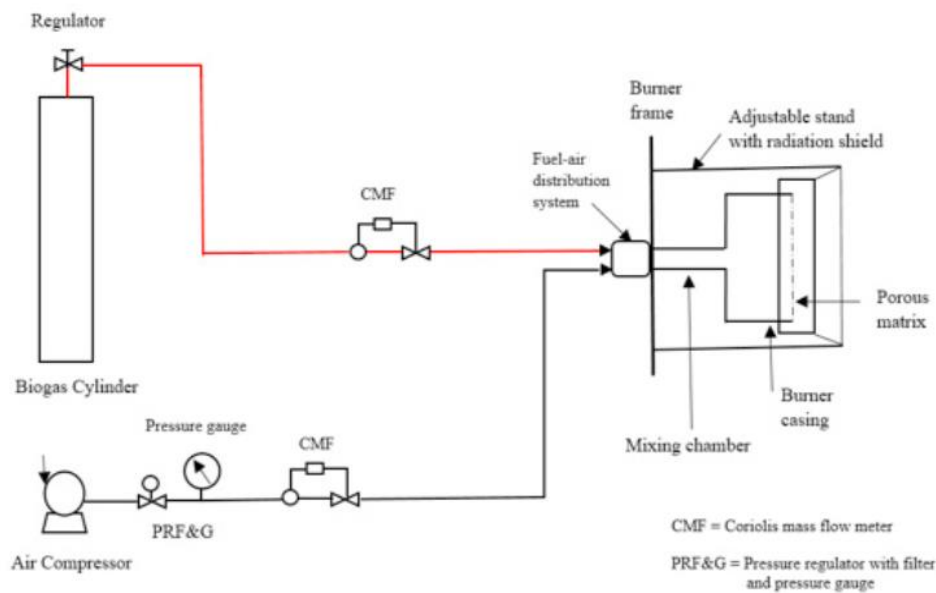 Regulator
Burner
frame
Adjustable stand
with radiation shield
Fuel-air
distribution
system
CMF
Porous
matrix
Biogas Cylinder
Burner
casing
Mixing chamber
Pressure gauge
CMF
PRF&G
Air Compressor
CMF = Coriolis mass flow meter
PRF&G = Pressure regulator with filter
and pressure gauge